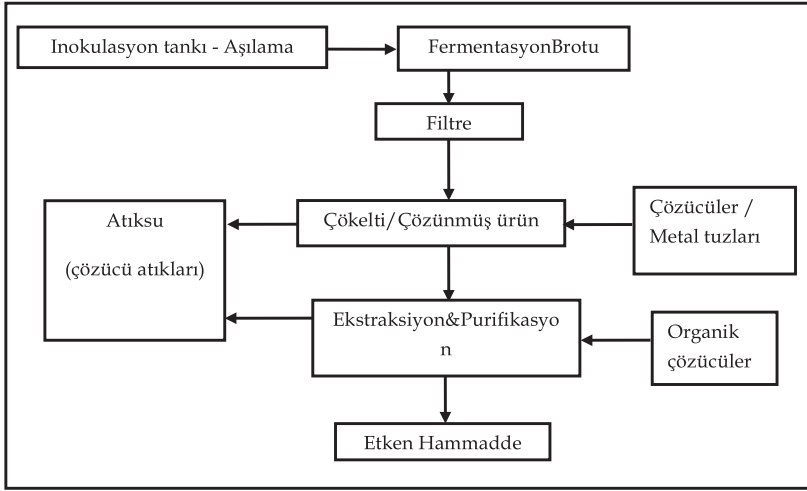 Inokulasyon tankı - Aşılama
FermentasyonBrotu
Filtre
Çökelti/Çözünmüş ürün
Çözücüler /
Metal tuzları
Atıksu
(çözücü atıkları)
Ekstraksiyon&Purifikasyo
n
Organik
çözücüler
Etken Hammadde